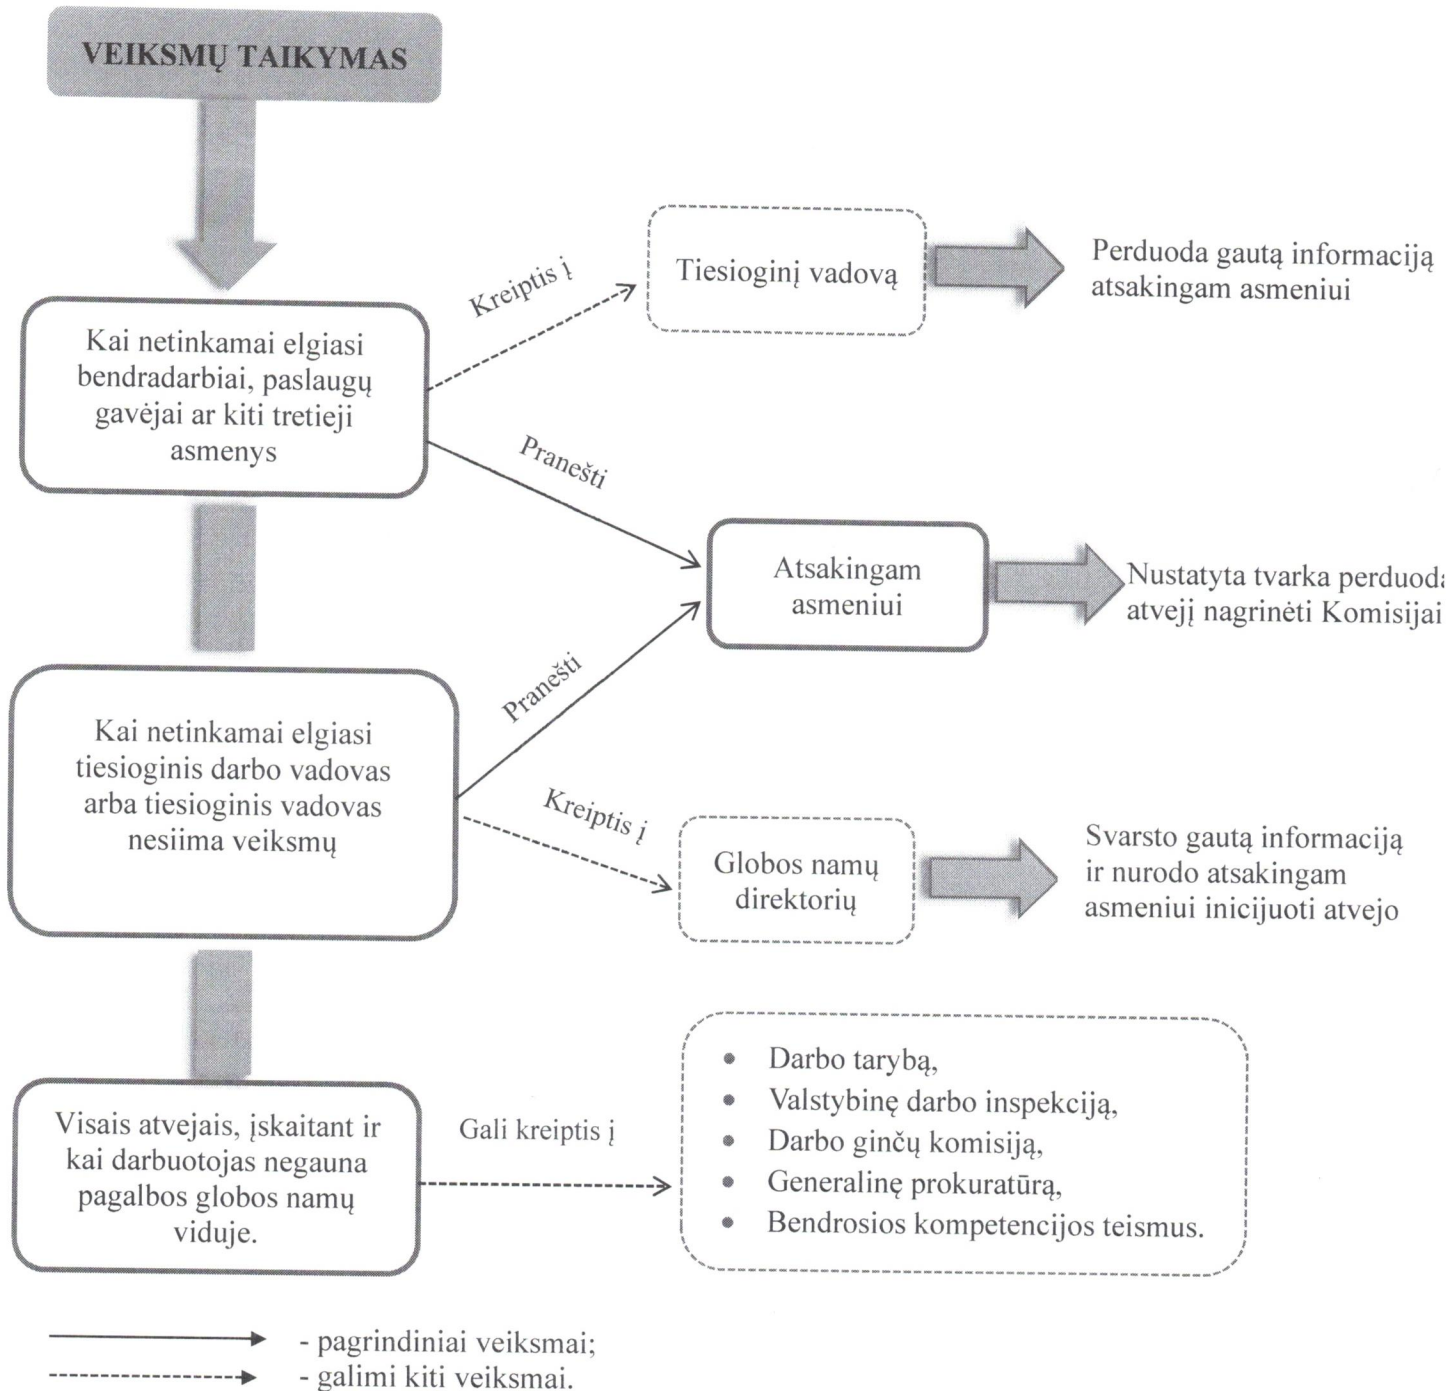 VEIKSMŲ TAIKYMAS
Kai netinkamai elgiasi
bendradarbiai, paslaugų
gavėjai ar kiti tretieji
asmenys
Kreiptis į
Tiesioginį vadovą
Perduoda gautą informaciją
atsakingam asmeniui
Pranešti
Atsakingam
asmeniui
Nustatyta tvarka perduoda
atvejį nagrinėti Komisijai
Kai netinkamai elgiasi
tiesioginis darbo vadovas
arba tiesioginis vadovas
nesiima veiksmų
Pranešti
Kreiptis į
Globos namų
direktorių
Svarsto gautą informaciją
ir nurodo atsakingam
asmeniui inicijuoti atvejo
Visais atvejais, įskaitant ir
kai darbuotojas negauna
pagalbos globos namų
viduje.
Gali kreiptis į
• Darbo tarybą,
• Valstybinę darbo inspekciją,
• Darbo ginčų komisiją,
• Generalinę prokuratūrą,
• Bendrosios kompetencijos teismus.
- pagrindiniai veiksmai;
- galimi kiti veiksmai.